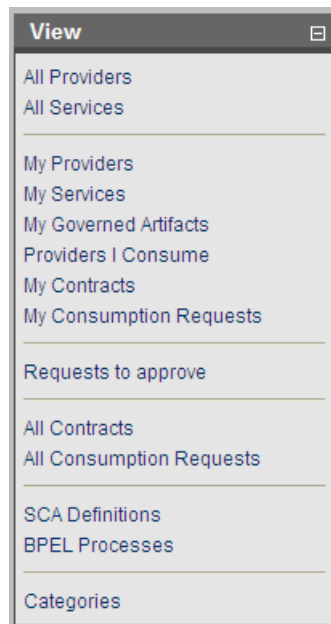 View
All Providers
All Services
My Providers
My Services
My Governed Artifacts
Providers I Consume
My Contracts
My Consumption Requests
Requests to approve
All Contracts
All Consumption Requests
SCA Definitions
BPEL Processes
Categories